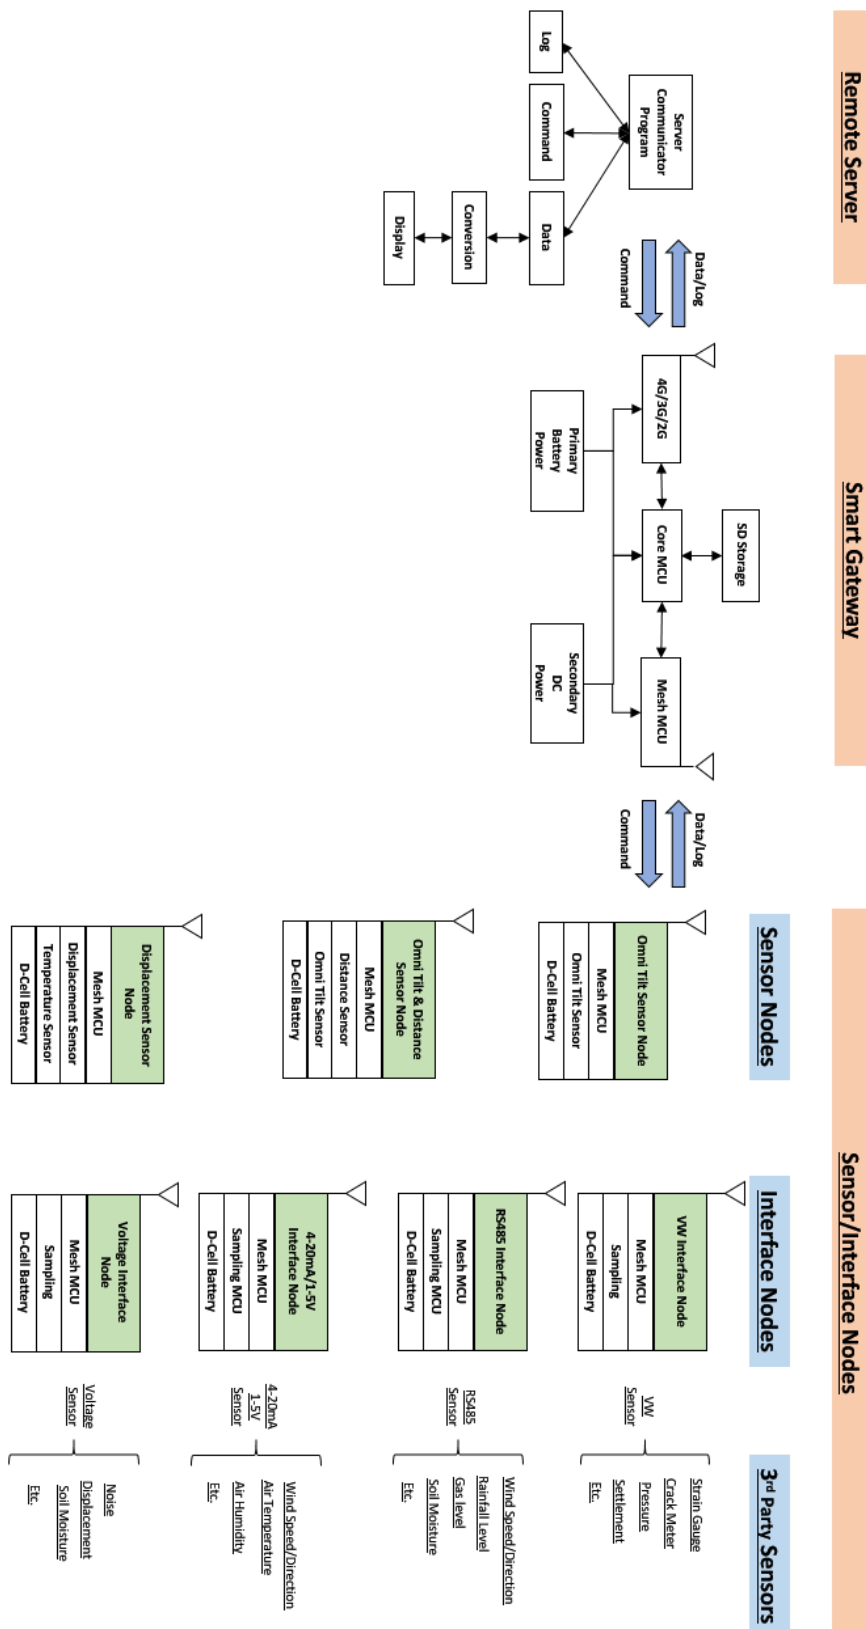 Remote Server
Server
Communicator
Program
Log
Command
Data
Conversion
Display
Data/Log
Command
Smart Gateway
SD Storage
4G/3G/2G
Core MCU
Mesh MCU
Primary
Battery
Power
Secondary
DC
Power
Data/Log
Command
Sensor/Interface Nodes
Sensor Nodes
Omni Tilt Sensor Node
Mesh MCU
Omni Tilt Sensor
D-Cell Battery
Omni Tilt & Distance
Sensor Node
Mesh MCU
Distance Sensor
Omni Tilt Sensor
D-Cell Battery
Displacement Sensor
Node
Mesh MCU
Displacement Sensor
Temperature Sensor
D-Cell Battery
Interface Nodes
VW Interface Node
Mesh MCU
Sampling
D-Cell Battery
RS485 Interface Node
Mesh MCU
Sampling MCU
D-Cell Battery
4-20mA/1-5V
Interface Node
Mesh MCU
Sampling MCU
D-Cell Battery
Voltage Interface
Node
Mesh MCU
Sampling
D-Cell Battery
3rd Party Sensors
VW
Sensor
Strain Gauge
Crack Meter
Pressure
Settlement
Etc.
RS485
Sensor
Wind Speed/Direction
Rainfall Level
Gas level
Soil Moisture
Etc.
4-20mA
1-5V
Sensor
Wind Speed/Direction
Air Temperature
Air Humidity
Etc.
Voltage
Sensor
Noise
Displacement
Soil Moisture
Etc.